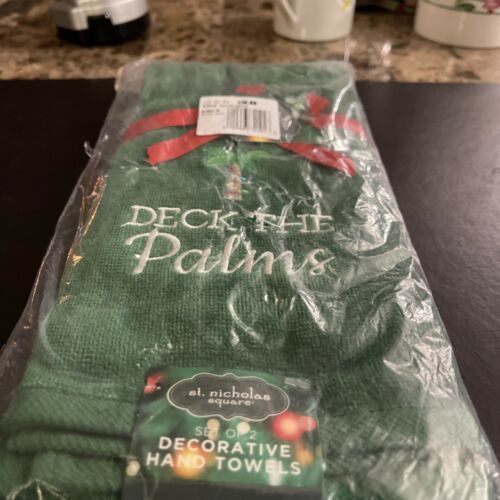 DECK THE
Palms
st. nicholas
square
SET OF 2
DECORATIVE
HAND TOWELS